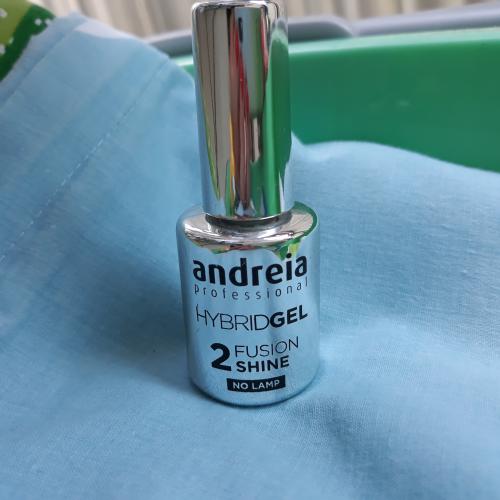 andreia
professional
HYBRIDGEL
2 FUSION
SHINE
NO LAMP